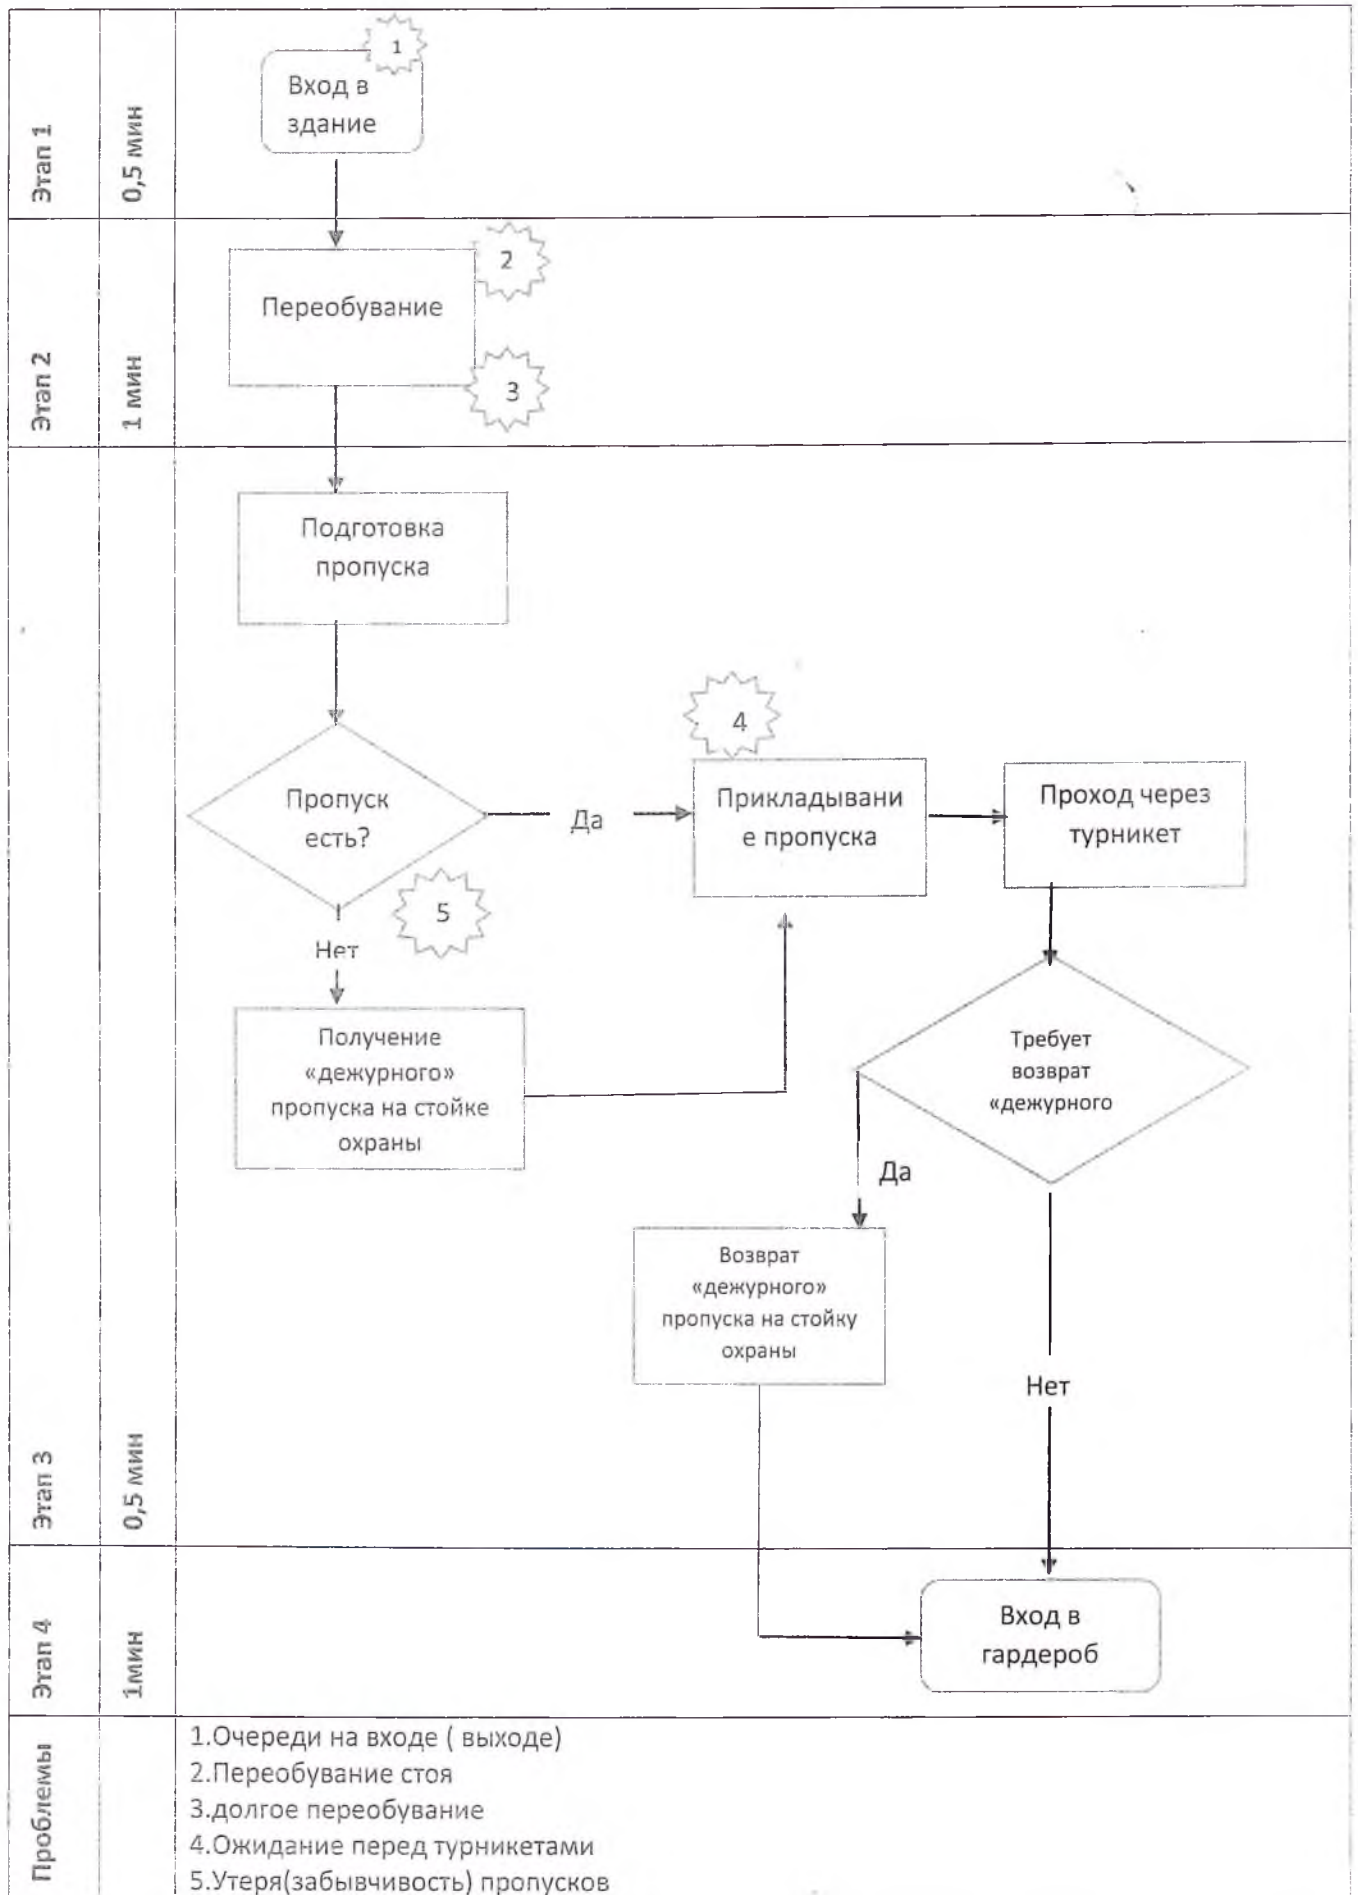 Этап 1
0,5 мин
1
Вход в
здание
Этап 2
1 мин
2
Переобувание
3
Этап 3
0,5 мин
Подготовка
пропуска
Пропуск
есть?
Да
4
Прикладывани
е пропуска
Проход через
турникет
5
Нет
Получение
«дежурного»
пропуска на стойке
охраны
Требует
возврат
«дежурного
Да
Возврат
«дежурного»
пропуска на стойку
охраны
Нет
Этап 4
1мин
Вход в
гардероб
Проблемы
1.Очереди на входе ( выходе)
2.Переобувание стоя
3.долгое переобувание
4.Ожидание перед турникетами
5.Утеря(забывчивость) пропусков